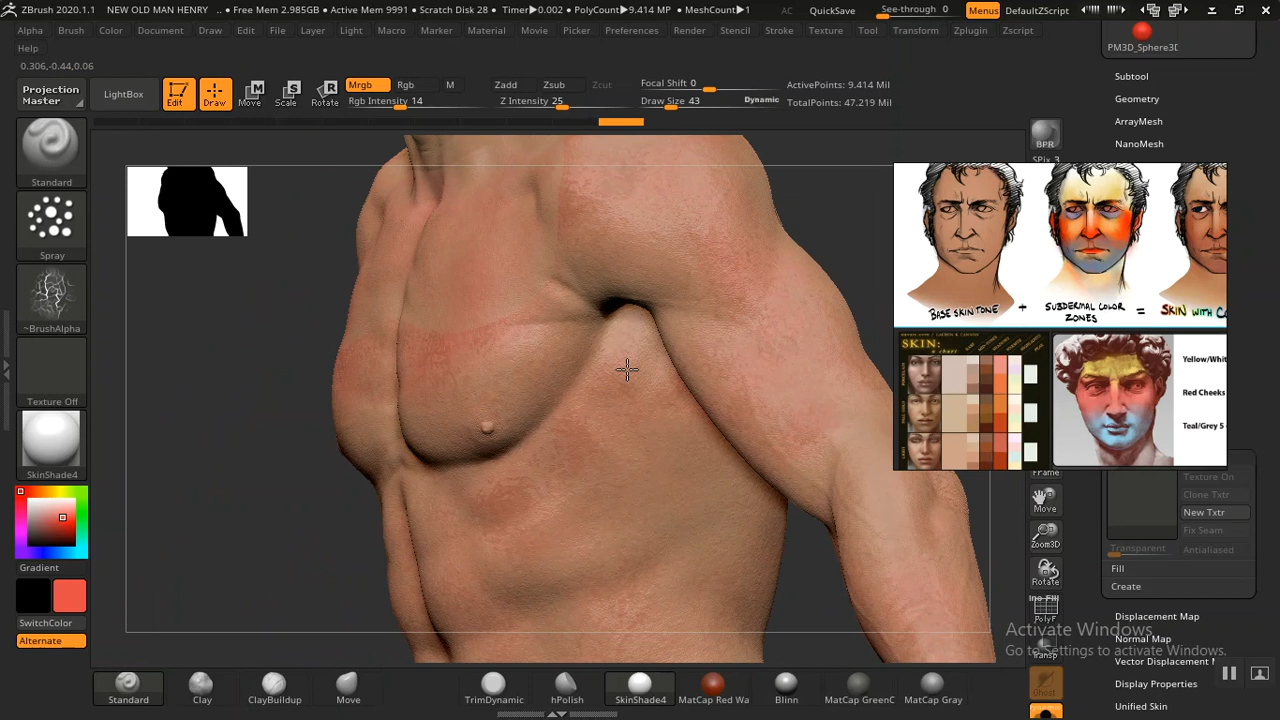 ZBrush 2020.1.1 NEW OLD MAN HENRY .. • Free Mem 2.985GB • Active Mem 9991 • Scratch Disk 28 • Timer▶0.002 • PolyCount▶9.414 MP • MeshCount▶1 AC QuickSave See-through 0 Menus DefaultZScript
Alpha Brush Color Document Draw Edit File Layer Light Macro Marker Material Movie Picker Preferences Render Stencil Stroke Texture Tool Transform Zplugin Zscript
Help
0.306,-0.44,0.06
Projection Master
LightBox
Edit Draw Move Scale Rotate
Mrgb Rgb M
Rgb Intensity 14
Zadd Zsub Zcut
Z Intensity 25
Focal Shift 0
Draw Size 43 Dynamic
ActivePoints: 9.414 Mil
TotalPoints: 47.219 Mil
Standard
Spray
~BrushAlpha
Texture Off
SkinShade4
Gradient
SwitchColor
Alternate
BPR
SPix 3
PM3D_Sphere3D
Subtool
Geometry
ArrayMesh
NanoMesh
BASE SKIN TONE + SUBDERMAL COLOR ZONES = SKIN WITH CO
SKIN:
Yellow/Whit
Red Cheeks
Teal/Grey 5
Frame
Move
Zoom3D
Rotate
PolyF
Transp
Ghost
Texture On
Clone Txtr
New Txtr
Fix Seam
Transparent Antialiased
Fill
Create
Displacement Map
Normal Map
Vector Displacement
Display Properties
Unified Skin
Activate Windows
Go to Settings to activate Windows.
Standard Clay ClayBuildup Move TrimDynamic hPolish SkinShade4 MatCap Red Wa Blinn MatCap GreenC MatCap Gray